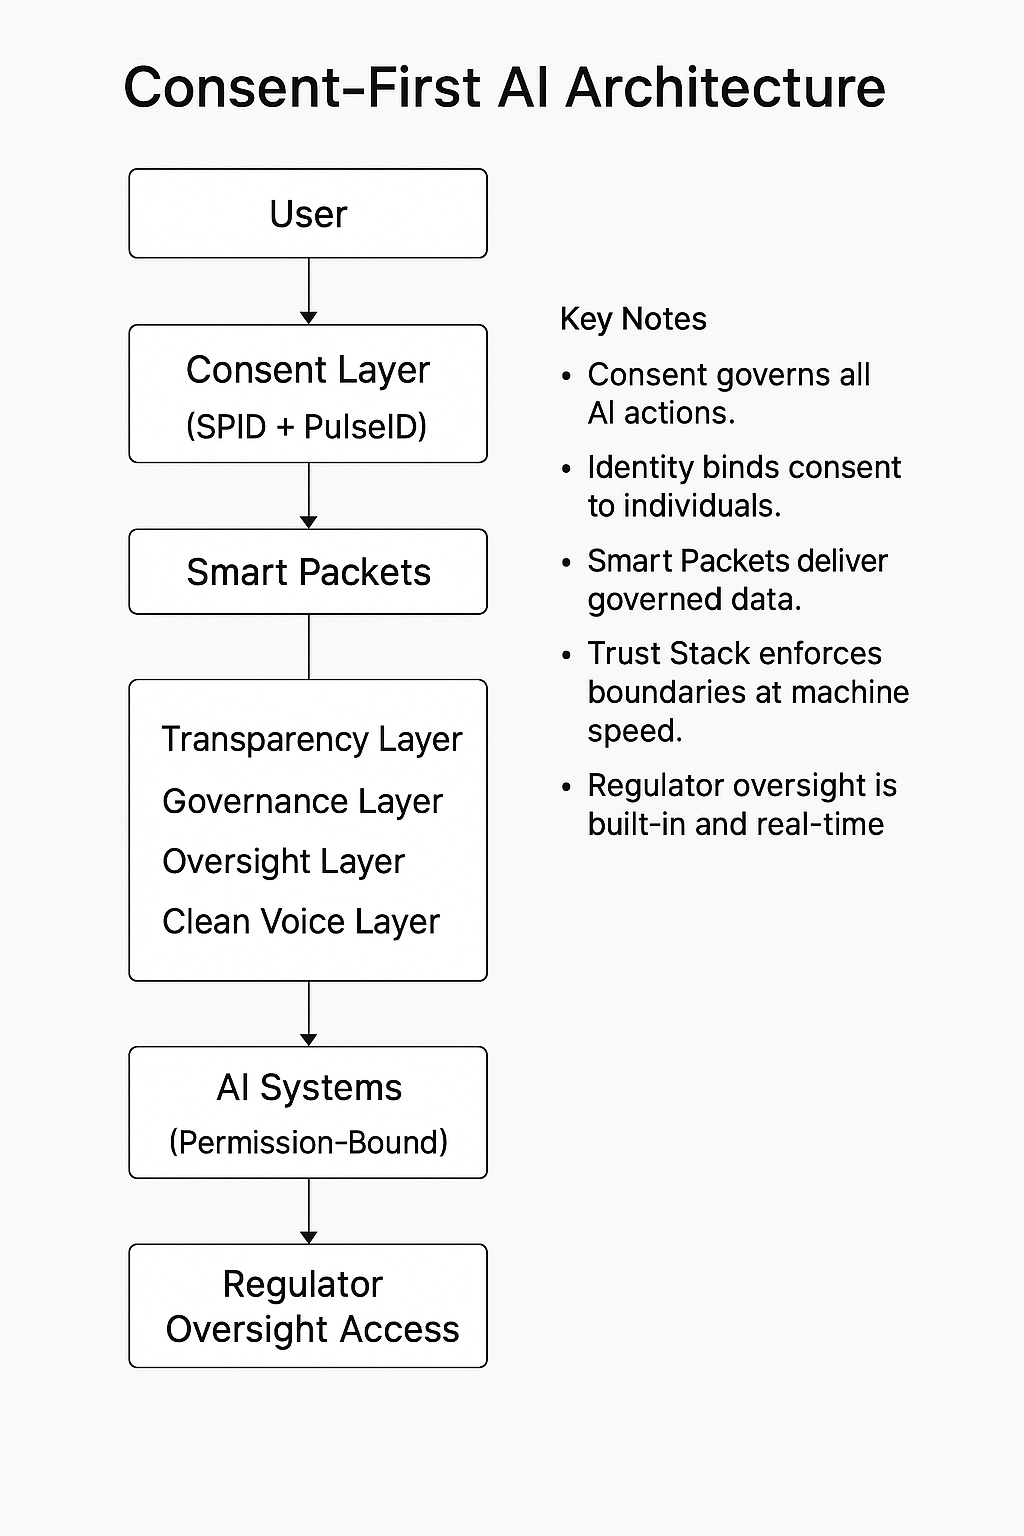 Consent-First AI Architecture
User
Consent Layer
(SPID + PulseID)
Smart Packets
Transparency Layer
Governance Layer
Oversight Layer
Clean Voice Layer
AI Systems
(Permission-Bound)
Regulator
Oversight Access
Key Notes
• Consent governs all
AI actions.
• Identity binds consent
to individuals.
• Smart Packets deliver
governed data.
• Trust Stack enforces
boundaries at machine
speed.
• Regulator oversight is
built-in and real-time